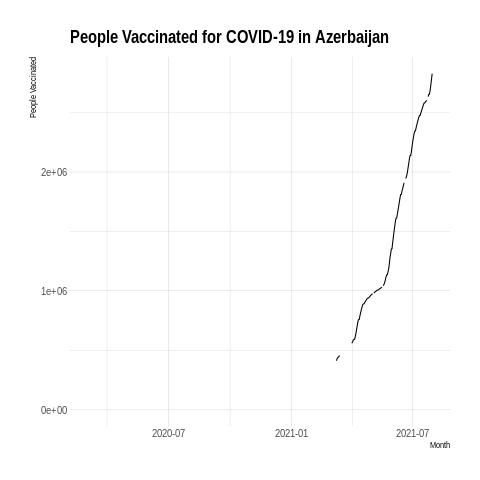 People Vaccinated for COVID-19 in Azerbaijan
People Vaccinated
2e+06
1e+06
0e+00
2020-07
2021-01
2021-07
Month